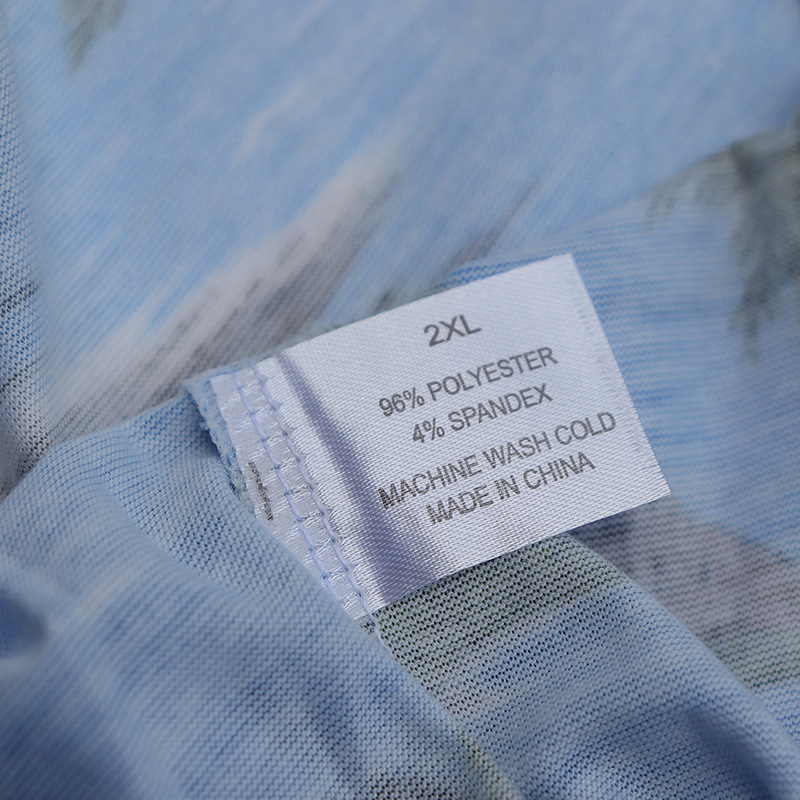 2XL
96% POLYESTER
4% SPANDEX
MACHINE WASH COLD
MADE IN CHINA